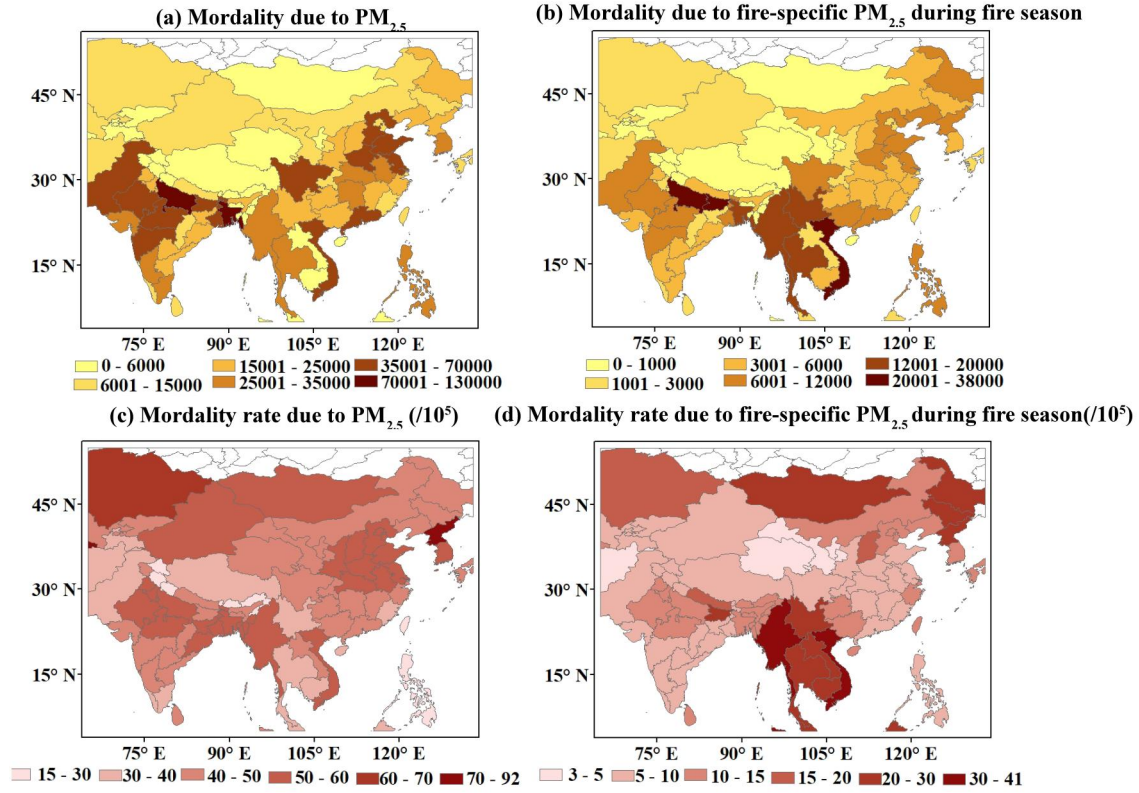 (a) Mordality due to PM2.5
(b) Mordality due to fire-specific PM2.5 during fire season
45° N
30° N
15° N
75° E 90° E 105° E 120° E
0 - 6000 15001 - 25000 35001 - 70000
6001 - 15000 25001 - 35000 70001 - 130000
45° N
30° N
15° N
75° E 90° E 105° E 120° E
0 - 1000 3001 - 6000 12001 - 20000
1001 - 3000 6001 - 12000 20001 - 38000
(c) Mordality rate due to PM2.5 (/10⁵)
(d) Mordality rate due to fire-specific PM2.5 during fire season(/10⁵)
45° N
30° N
15° N
75° E 90° E 105° E 120° E
15 - 30 30 - 40 40 - 50 50 - 60 60 - 70 70 - 92
45° N
30° N
15° N
75° E 90° E 105° E 120° E
3 - 5 5 - 10 10 - 15 15 - 20 20 - 30 30 - 41